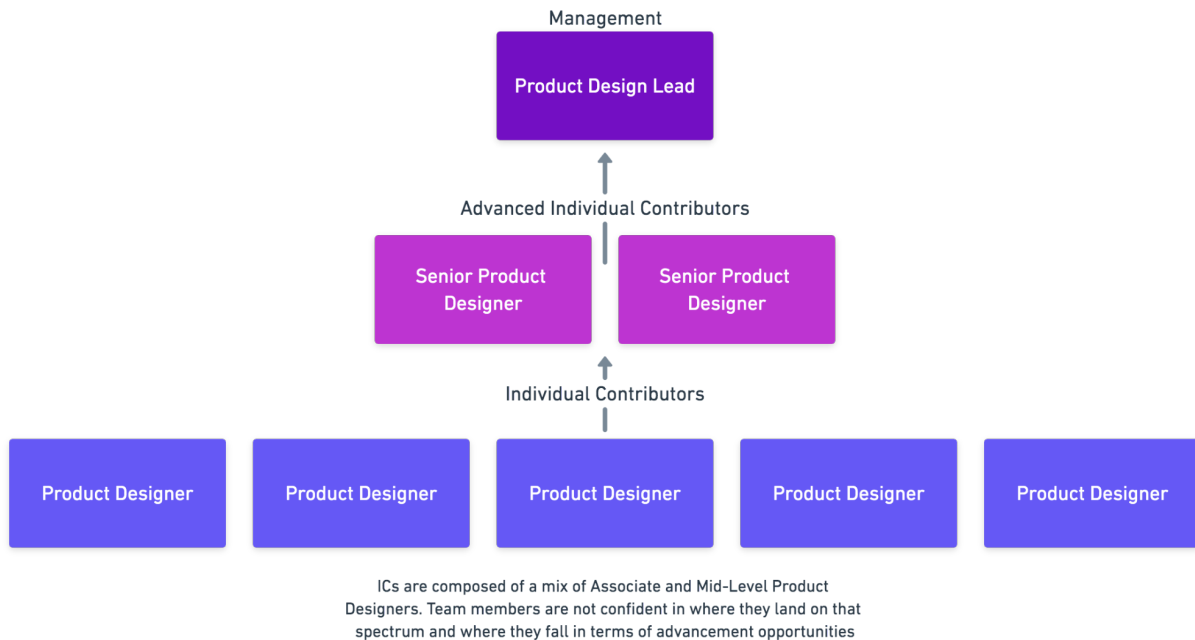 Management
Product Design Lead
Advanced Individual Contributors
Senior Product
Designer
Senior Product
Designer
Individual Contributors
Product Designer
Product Designer
Product Designer
Product Designer
Product Designer
ICs are composed of a mix of Associate and Mid-Level Product
Designers. Team members are not confident in where they land on that
spectrum and where they fall in terms of advancement opportunities